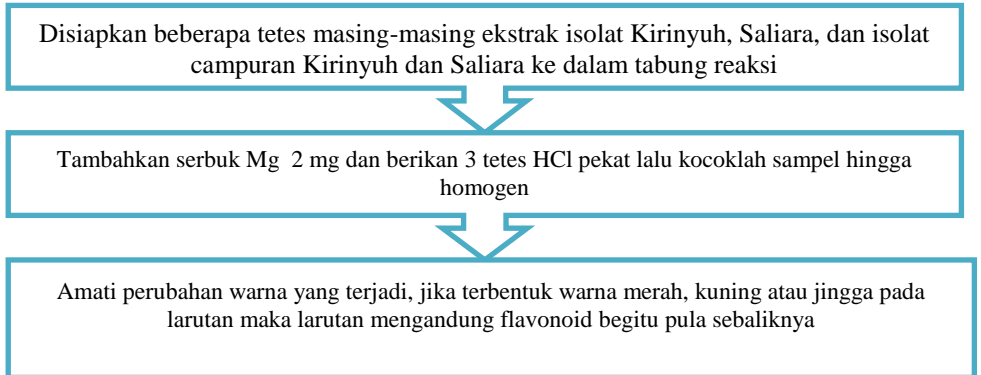 Disiapkan beberapa tetes masing-masing ekstrak isolat Kirinyuh, Saliara, dan isolat
campuran Kirinyuh dan Saliara ke dalam tabung reaksi
Tambahkan serbuk Mg 2 mg dan berikan 3 tetes HCl pekat lalu kocoklah sampel hingga
homogen
Amati perubahan warna yang terjadi, jika terbentuk warna merah, kuning atau jingga pada
larutan maka larutan mengandung flavonoid begitu pula sebaliknya